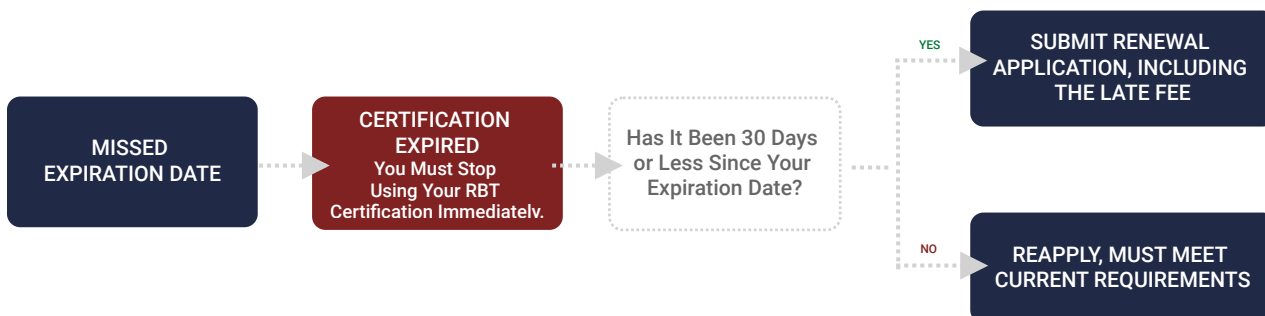 MISSED
EXPIRATION DATE
CERTIFICATION
EXPIRED
You Must Stop
Using Your RBT
Certification Immediately.
Has It Been 30 Days
or Less Since Your
Expiration Date?
YES
SUBMIT RENEWAL
APPLICATION, INCLUDING
THE LATE FEE
NO
REAPPLY, MUST MEET
CURRENT REQUIREMENTS